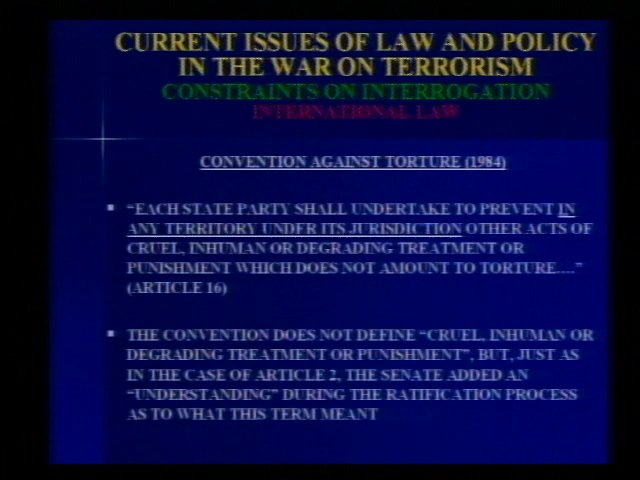 CURRENT ISSUES OF LAW AND POLICY
IN THE WAR ON TERRORISM
CONSTRAINTS ON INTERROGATION
INTERNATIONAL LAW
CONVENTION AGAINST TORTURE (1984)
"EACH STATE PARTY SHALL UNDERTAKE TO PREVENT IN
ANY TERRITORY UNDER ITS JURISDICTION OTHER ACTS OF
CRUEL, INHUMAN OR DEGRADING TREATMENT OR
PUNISHMENT WHICH DOES NOT AMOUNT TO TORTURE...."
(ARTICLE 16)
THE CONVENTION DOES NOT DEFINE "CRUEL, INHUMAN OR
DEGRADING TREATMENT OR PUNISHMENT", BUT, JUST AS
IN THE CASE OF ARTICLE 2, THE SENATE ADDED AN
"UNDERSTANDING" DURING THE RATIFICATION PROCESS
AS TO WHAT THIS TERM MEANT